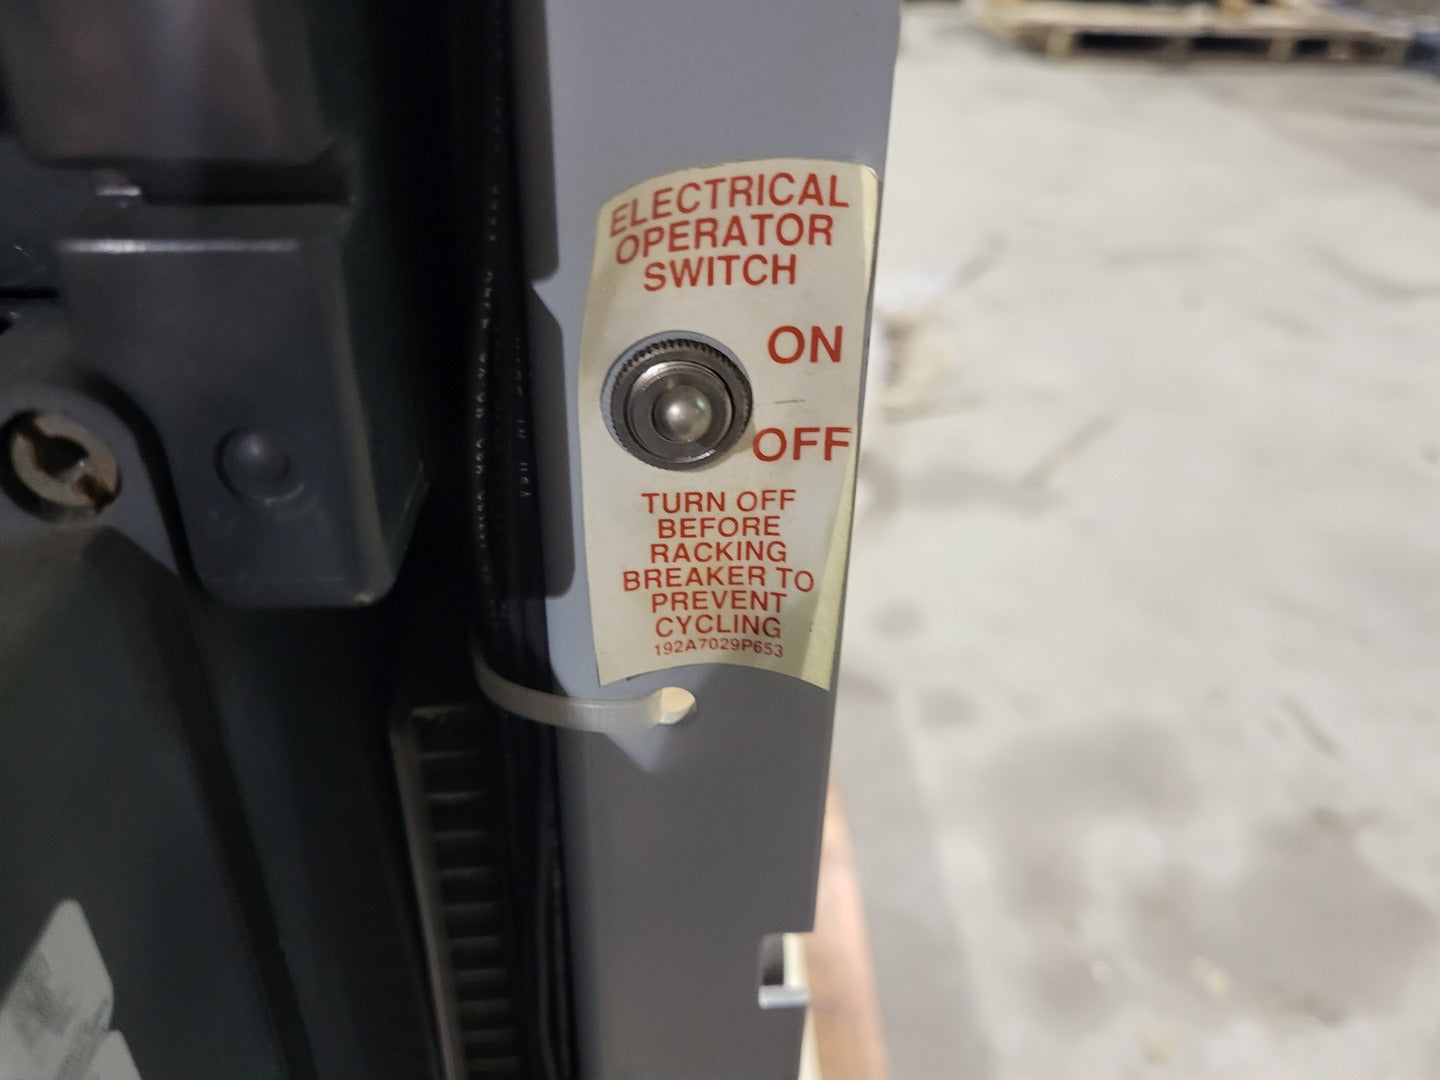 ELECTRICAL
OPERATOR
SWITCH
ON
OFF
TURN OFF
BEFORE
RACKING
BREAKER TO
PREVENT
CYCLING
192A7029P653